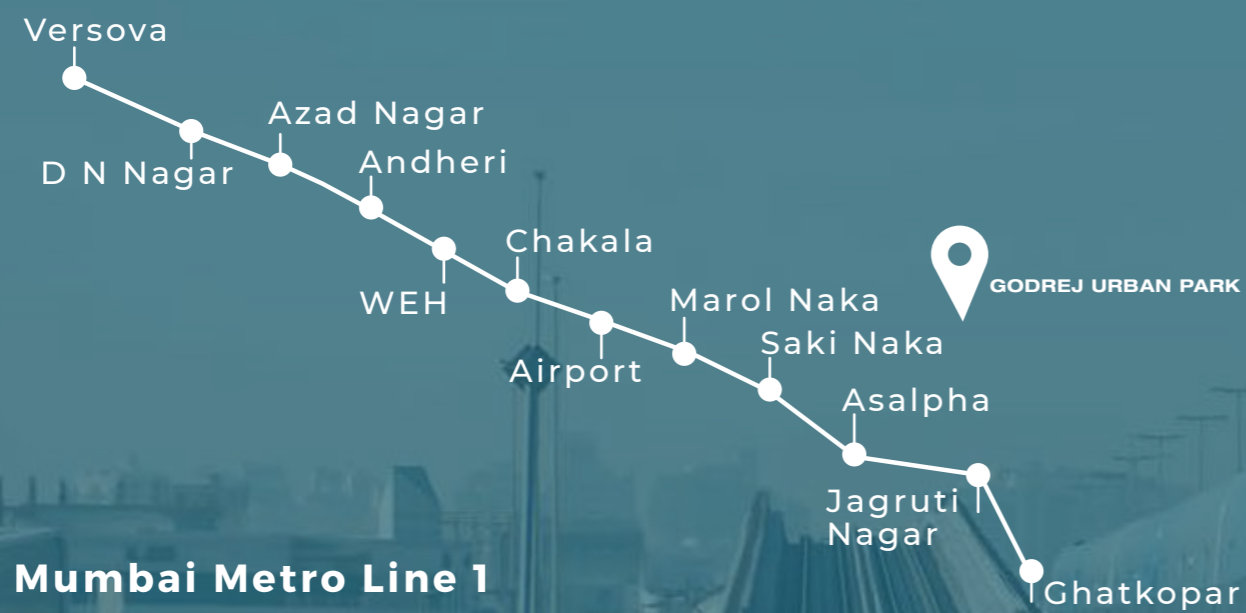 Versova
Azad Nagar
D N Nagar
Andheri
Chakala
WEH
GODREJ URBAN PARK
Marol Naka
Saki Naka
Airport
Asalpha
Jagruti
Nagar
Mumbai Metro Line 1
Ghatkopar